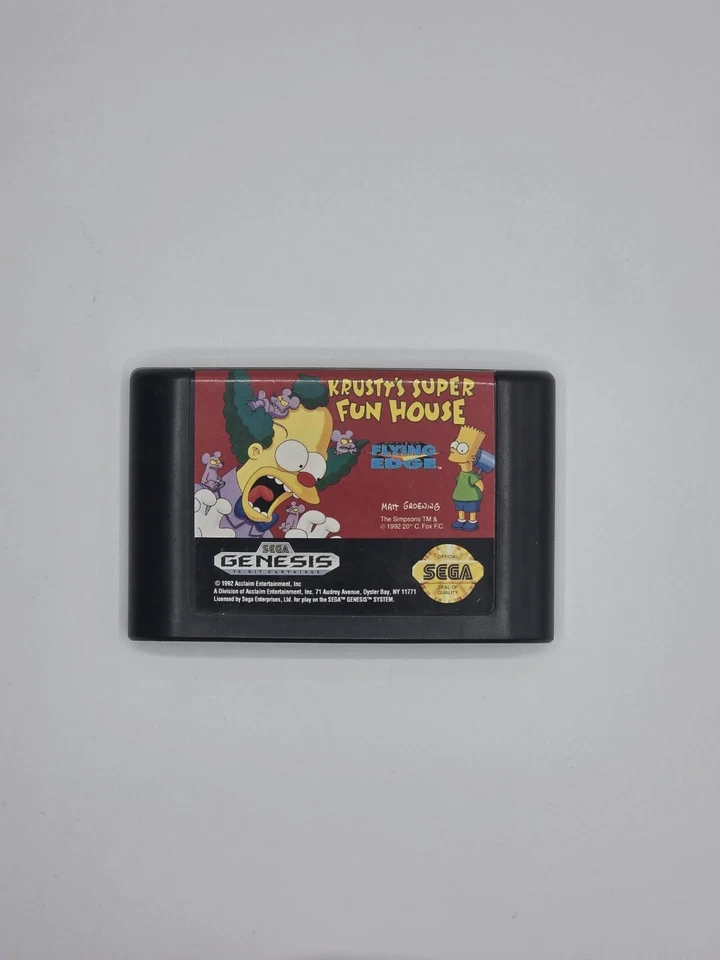 KRUSTY'S SUPER
FUN HOUSE
FLYING
EDGE™
MATT GROENING
The Simpsons TM &
© 1992 20th C. Fox F.C.
SEGA
GENESIS
16-BIT CARTRIDGE
OFFICIAL
SEGA
SEAL OF
QUALITY
© 1992 Acclaim Entertainment, Inc
A Division of Acclaim Entertainment, Inc. 71 Audrey Avenue, Oyster Bay, NY 11771
Licensed by Sega Enterprises, Ltd. for play on the SEGA™ GENESIS™ SYSTEM.